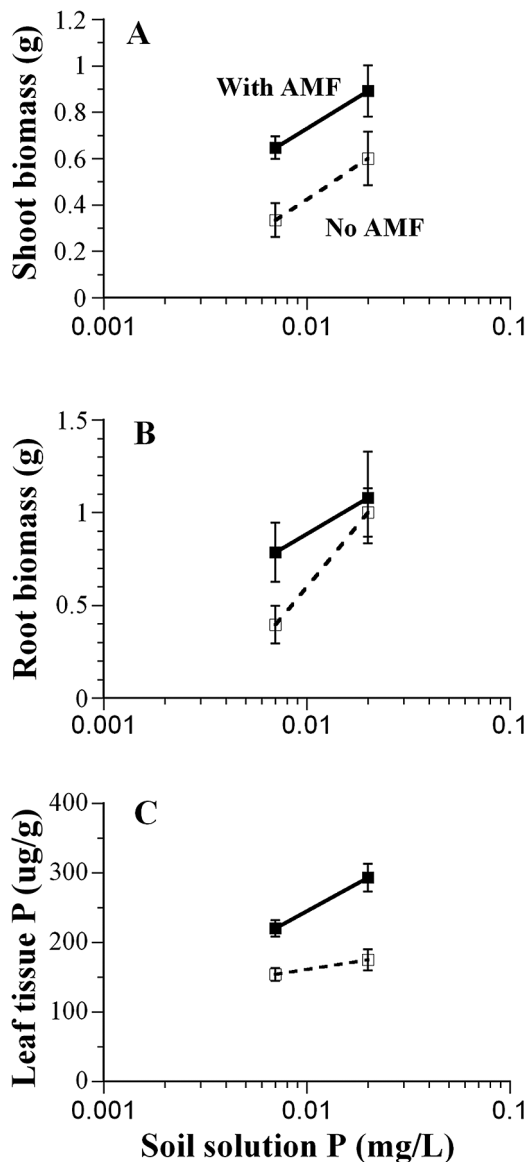 A
Shoot biomass (g)
1.2
1
0.8
0.6
0.4
0.2
0
With AMF
No AMF
0.001
0.01
0.1
B
Root biomass (g)
1.5
1
0.5
0
0.001
0.01
0.1
C
Leaf tissue P (ug/g)
400
300
200
100
0
0.001
0.01
0.1
Soil solution P (mg/L)